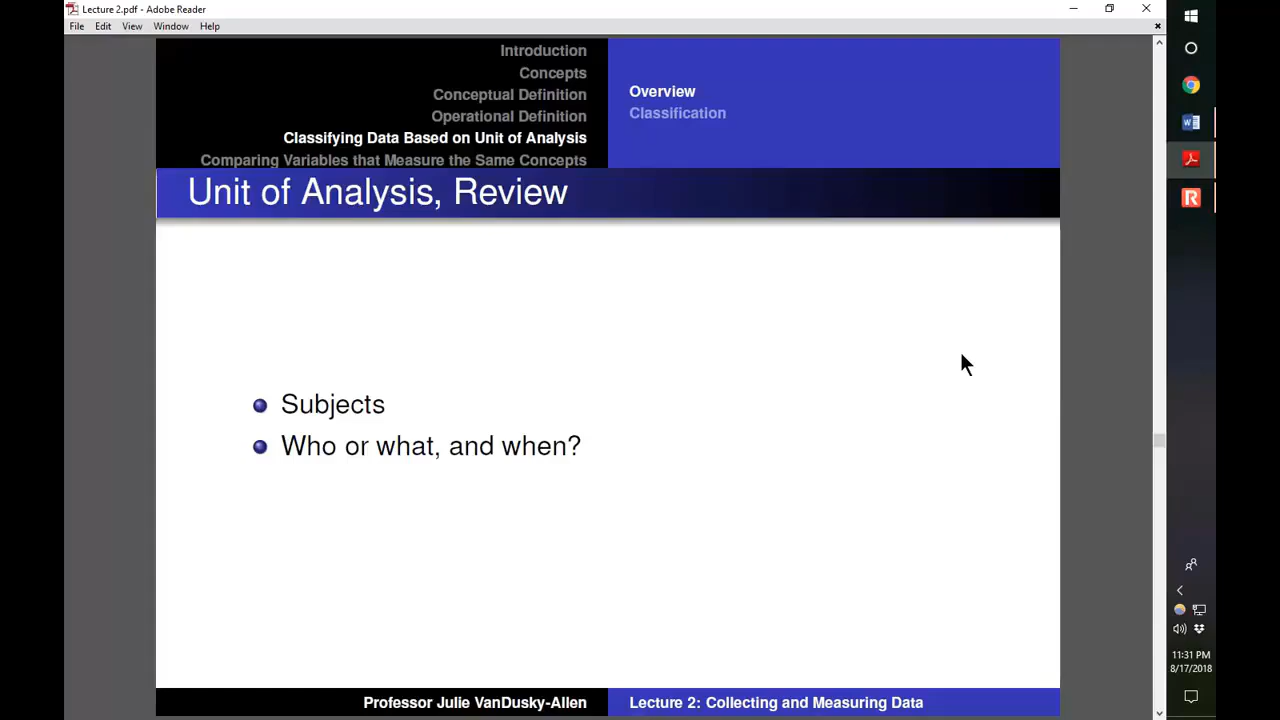 Lecture 2.pdf - Adobe Reader
File Edit View Window Help
Introduction
Concepts
Conceptual Definition
Operational Definition
Classifying Data Based on Unit of Analysis
Comparing Variables that Measure the Same Concepts
Overview
Classification
Unit of Analysis, Review
Subjects
Who or what, and when?
Professor Julie VanDusky-Allen
Lecture 2: Collecting and Measuring Data
11:31 PM
8/17/2018